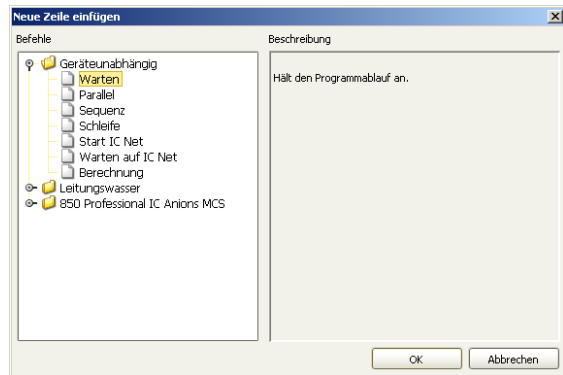 Neue Zeile einfügen
Befehle
Beschreibung
Geräteunabhängig
Warten
Parallel
Sequenz
Schleife
Start IC Net
Warten auf IC Net
Berechnung
Leitungswasser
850 Professional IC Anions MCS
Hält den Programmablauf an.
OK
Abbrechen